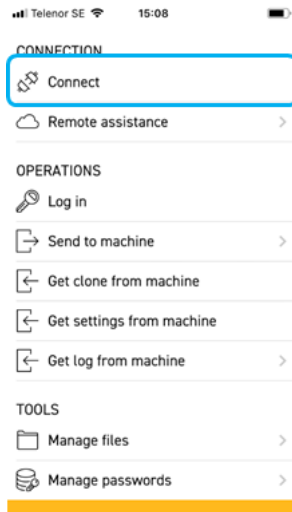 Telenor SE 15:08
CONNECTION
Connect
Remote assistance
OPERATIONS
Log in
Send to machine
Get clone from machine
Get settings from machine
Get log from machine
TOOLS
Manage files
Manage passwords